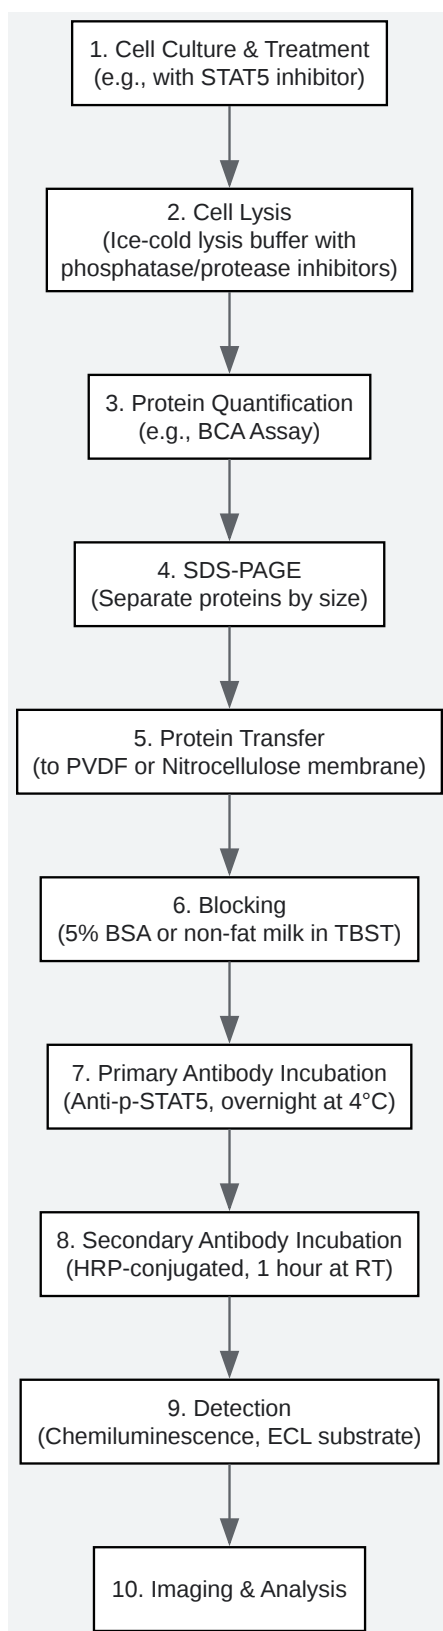 1. Cell Culture & Treatment
(e.g., with STAT5 inhibitor)
2. Cell Lysis
(Ice-cold lysis buffer with
phosphatase/protease inhibitors)
3. Protein Quantification
(e.g., BCA Assay)
4. SDS-PAGE
(Separate proteins by size)
5. Protein Transfer
(to PVDF or Nitrocellulose membrane)
6. Blocking
(5% BSA or non-fat milk in TBST)
7. Primary Antibody Incubation
(Anti-p-STAT5, overnight at 4°C)
8. Secondary Antibody Incubation
(HRP-conjugated, 1 hour at RT)
9. Detection
(Chemiluminescence, ECL substrate)
10. Imaging & Analysis